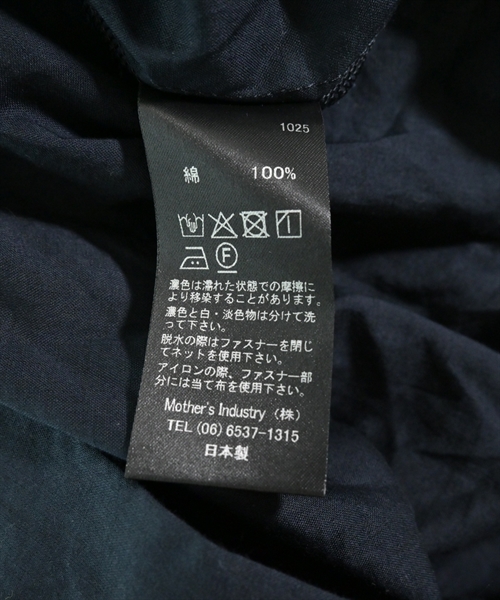 1025
綿 100%
F
濃色は濡れた状態での摩擦に
より移染することがあります。
濃色と白・淡色物は分けて洗
って下さい。
脱水の際はファスナーを閉じ
てネットを使用下さい。
アイロンの際、ファスナー部
分には当て布を使用下さい。
Mother's Industry (株)
TEL (06) 6537-1315
日本製